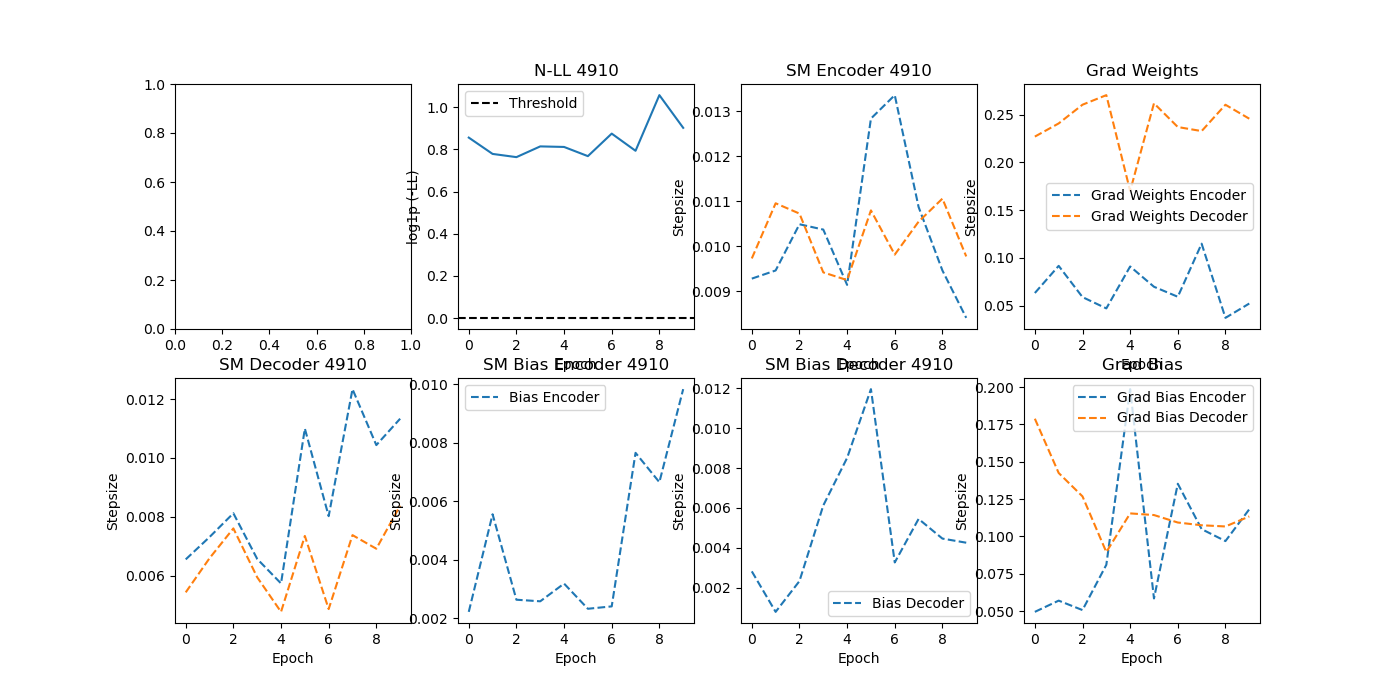 N-LL 4910
SM Encoder 4910
Grad Weights
1.0
0.8
0.6
0.4
0.2
0.0
0.0 0.2 0.4 0.6 0.8 1.0
log1p (-LL)
1.0
0.8
0.6
0.4
0.2
0.0
Threshold
0 2 4 6 8
Epoch
Stepsize
0.013
0.012
0.011
0.010
0.009
0 2 4 6 8
Epoch
Stepsize
0.25
0.20
0.15
0.10
0.05
Grad Weights Encoder
Grad Weights Decoder
0 2 4 6 8
Epoch
SM Decoder 4910
SM Bias Encoder 4910
SM Bias Decoder 4910
Grad Bias
Stepsize
0.012
0.010
0.008
0.006
0 2 4 6 8
Epoch
Stepsize
0.010
0.008
0.006
0.004
0.002
Bias Encoder
0 2 4 6 8
Epoch
Stepsize
0.012
0.010
0.008
0.006
0.004
0.002
Bias Decoder
0 2 4 6 8
Epoch
Stepsize
0.200
0.175
0.150
0.125
0.100
0.075
0.050
Grad Bias Encoder
Grad Bias Decoder
0 2 4 6 8
Epoch